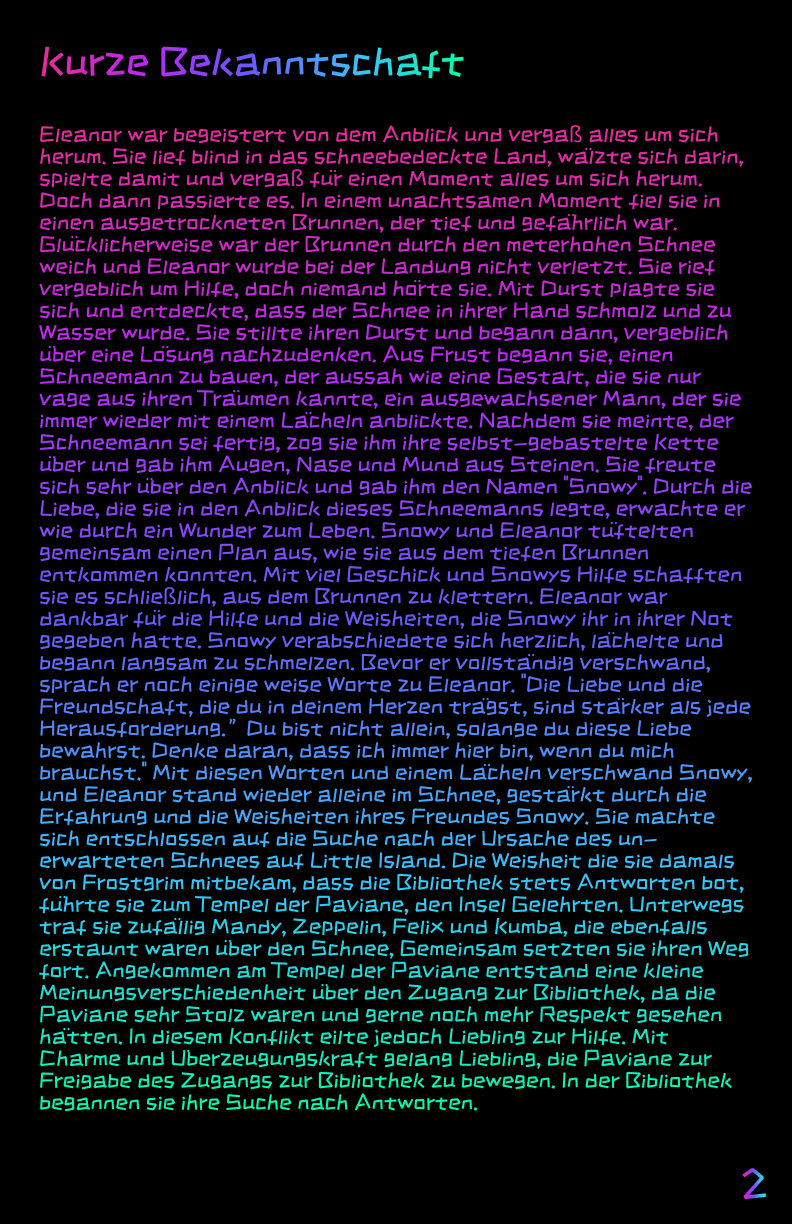 Kurze Bekanntschaft
Eleanor war begeistert von dem Anblick und vergaß alles um sich
herum. Sie lief blind in das schneebedeckte Land, wälzte sich darin,
spielte damit und vergaß für einen Moment alles um sich herum.
Doch dann passierte es. In einem unachtsamen Moment fiel sie in
einen ausgetrockneten Brunnen, der tief und gefährlich war.
Glücklicherweise war der Brunnen durch den meterhohen Schnee
weich und Eleanor wurde bei der Landung nicht verletzt. Sie rief
vergeblich um Hilfe, doch niemand hörte sie. Mit Durst plagte sie
sich und entdeckte, dass der Schnee in ihrer Hand schmolz und zu
Wasser wurde. Sie stillte ihren Durst und begann dann, vergeblich
über eine Lösung nachzudenken. Aus Frust begann sie, einen
Schneemann zu bauen, der aussah wie eine Gestalt, die sie nur
vage aus ihren Träumen kannte, ein ausgewachsener Mann, der sie
immer wieder mit einem Lächeln anblickte. Nachdem sie meinte, der
Schneemann sei fertig, zog sie ihm ihre selbst-gebastelte Kette
über und gab ihm Augen, Nase und Mund aus Steinen. Sie freute
sich sehr über den Anblick und gab ihm den Namen "Snowy". Durch die
Liebe, die sie in den Anblick dieses Schneemanns legte, erwachte er
wie durch ein Wunder zum Leben. Snowy und Eleanor tüftelten
gemeinsam einen Plan aus, wie sie aus dem tiefen Brunnen
entkommen konnten. Mit viel Geschick und Snowys Hilfe schafften
sie es schließlich, aus dem Brunnen zu klettern. Eleanor war
dankbar für die Hilfe und die Weisheiten, die Snowy ihr in ihrer Not
gegeben hatte. Snowy verabschiedete sich herzlich, lächelte und
begann langsam zu schmelzen. Bevor er vollständig verschwand,
sprach er noch einige weise Worte zu Eleanor. "Die Liebe und die
Freundschaft, die du in deinem Herzen trägst, sind stärker als jede
Herausforderung.” Du bist nicht allein, solange du diese Liebe
bewahrst. Denke daran, dass ich immer hier bin, wenn du mich
brauchst." Mit diesen Worten und einem Lächeln verschwand Snowy,
und Eleanor stand wieder alleine im Schnee, gestärkt durch die
Erfahrung und die Weisheiten ihres Freundes Snowy. Sie machte
sich entschlossen auf die Suche nach der Ursache des un-
erwarteten Schnees auf Little Island. Die Weisheit die sie damals
von Frostgrim mitbekam, dass die Bibliothek stets Antworten bot,
führte sie zum Tempel der Paviane, den Insel Gelehrten. Unterwegs
traf sie zufällig Mandy, Zeppelin, Felix und Kumba, die ebenfalls
erstaunt waren über den Schnee, Gemeinsam setzten sie ihren Weg
fort. Angekommen am Tempel der Paviane entstand eine kleine
Meinungsverschiedenheit über den Zugang zur Bibliothek, da die
Paviane sehr Stolz waren und gerne noch mehr Respekt gesehen
hätten. In diesem Konflikt eilte jedoch Liebling zur Hilfe. Mit
Charme und Überzeugungskraft gelang Liebling, die Paviane zur
Freigabe des Zugangs zur Bibliothek zu bewegen. In der Bibliothek
begannen sie ihre Suche nach Antworten.
2